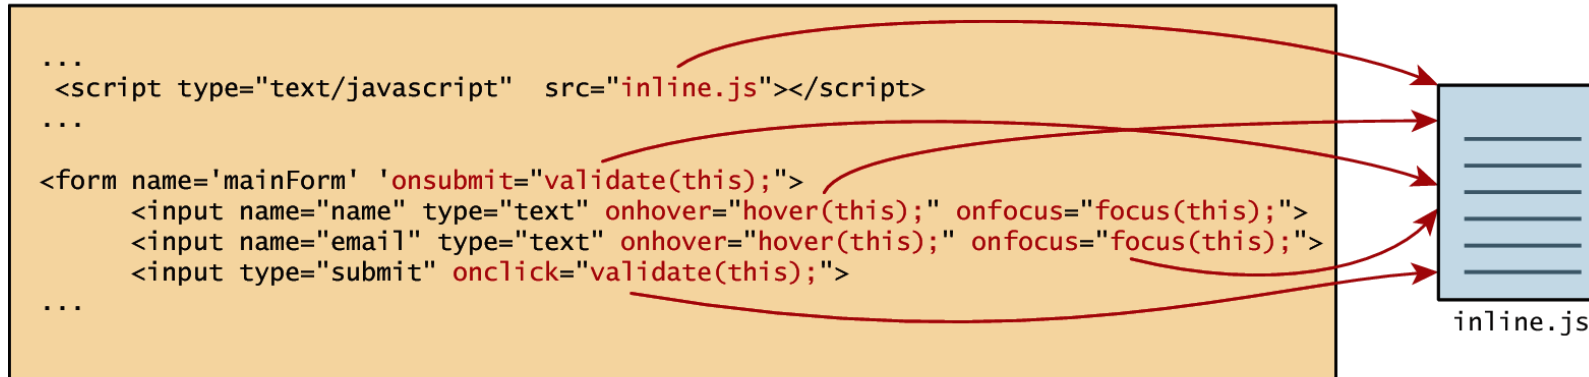 ...
<script type="text/javascript"  src="inline.js"></script>
...
<form name='mainForm' 'onsubmit="validate(this);">
<input name="name" type="text" onhover="hover(this);" onfocus="focus(this);">
<input name="email" type="text" onhover="hover(this);" onfocus="focus(this);">
<input type="submit" onclick="validate(this);">
...
inline.js